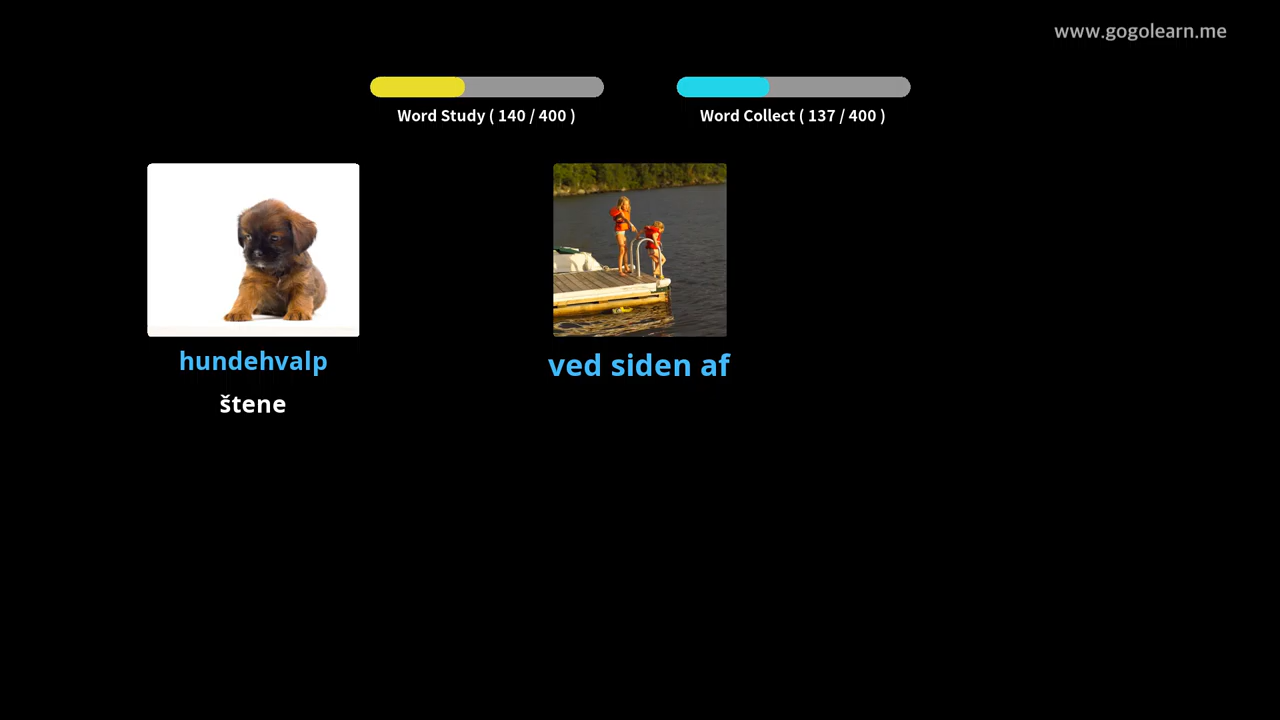 www.gogolearn.me
Word Study ( 140 / 400 )
Word Collect ( 137 / 400 )
hundehvalp
štene
ved siden af